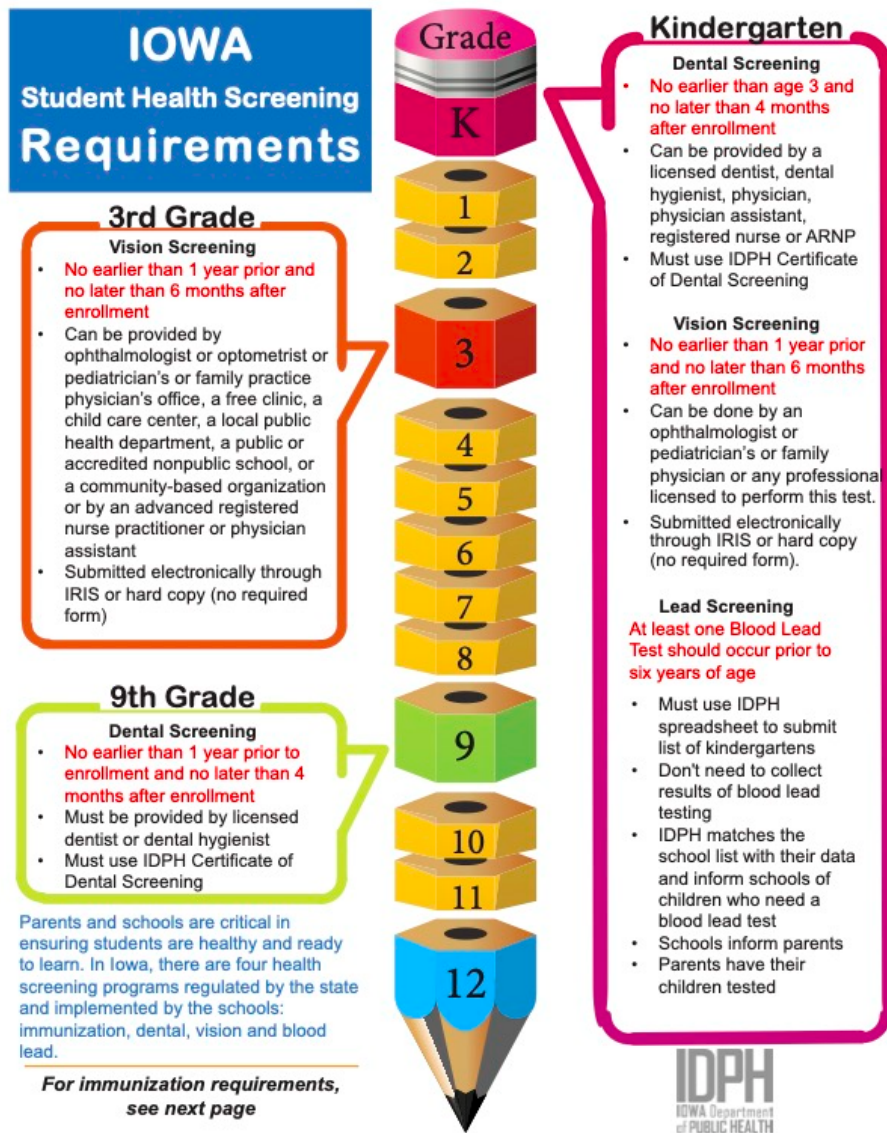 IOWA
Student Health Screening
Requirements
3rd Grade
Vision Screening
• No earlier than 1 year prior and
no later than 6 months after
enrollment
• Can be provided by
ophthalmologist or optometrist or
pediatrician's or family practice
physician's office, a free clinic, a
child care center, a local public
health department, a public or
accredited nonpublic school, or
a community-based organization
or by an advanced registered
nurse practitioner or physician
assistant
• Submitted electronically through
IRIS or hard copy (no required
form)
9th Grade
Dental Screening
• No earlier than 1 year prior to
enrollment and no later than 4
months after enrollment
• Must be provided by licensed
dentist or dental hygienist
• Must use IDPH Certificate of
Dental Screening
Parents and schools are critical in
ensuring students are healthy and ready
to learn. In Iowa, there are four health
screening programs regulated by the state
and implemented by the schools:
immunization, dental, vision and blood
lead.
For immunization requirements,
see next page
Grade
K
1
2
3
4
5
6
7
8
9
10
11
12
Kindergarten
Dental Screening
• No earlier than age 3 and
no later than 4 months
after enrollment
• Can be provided by a
licensed dentist, dental
hygienist, physician,
physician assistant,
registered nurse or ARNP
• Must use IDPH Certificate
of Dental Screening
Vision Screening
• No earlier than 1 year prior
and no later than 6 months
after enrollment
• Can be done by an
ophthalmologist or
pediatrician's or family
physician or any professional
licensed to perform this test.
• Submitted electronically
through IRIS or hard copy
(no required form).
Lead Screening
At least one Blood Lead
Test should occur prior to
six years of age
• Must use IDPH
spreadsheet to submit
list of kindergartens
• Don't need to collect
results of blood lead
testing
• IDPH matches the
school list with their data
and inform schools of
children who need a
blood lead test
• Schools inform parents
• Parents have their
children tested
IDPH
IOWA Department
of PUBLIC HEALTH